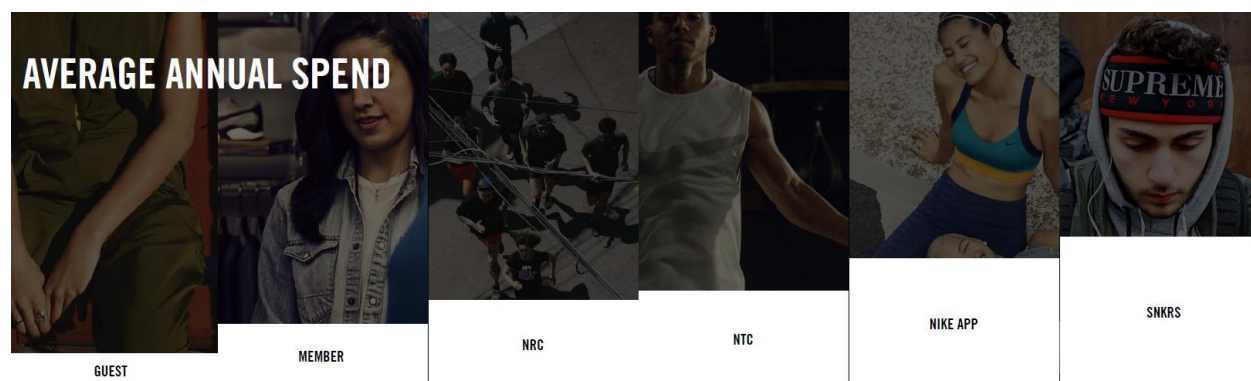 AVERAGE ANNUAL SPEND
SUPREME
NEW YORK
GUEST
MEMBER
NRC
NTC
NIKE APP
SNKRS